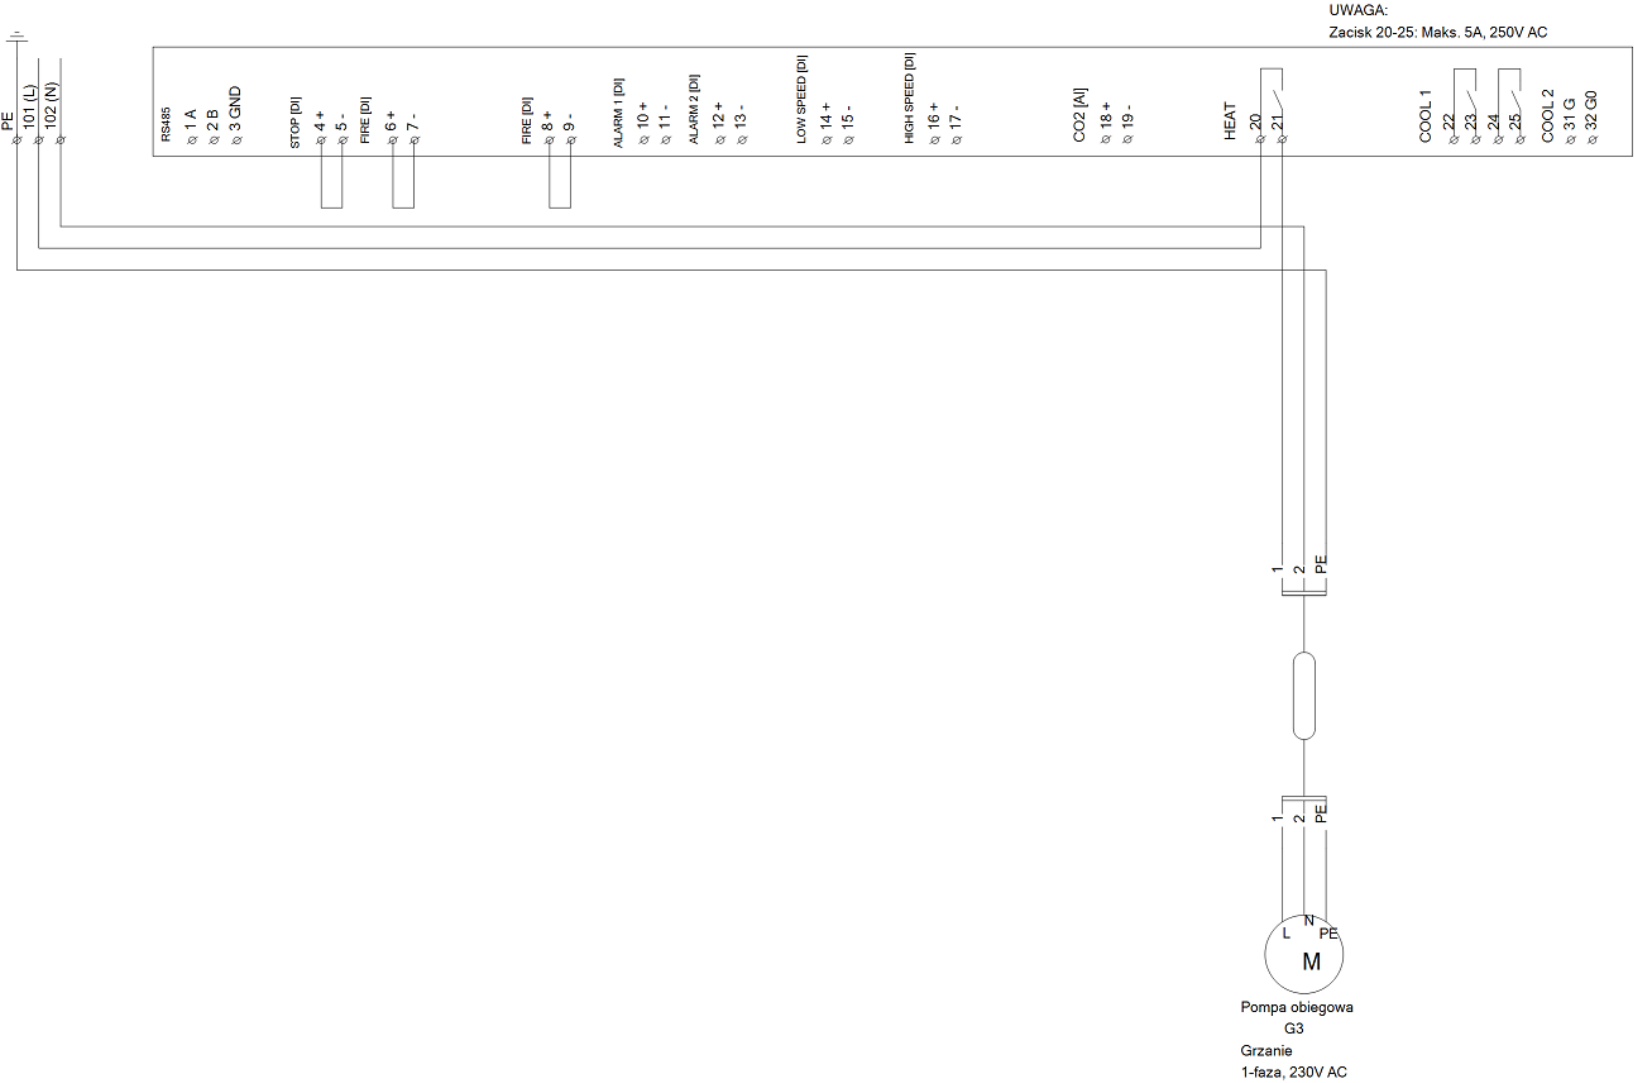 UWAGA:
Zacisk 20-25: Maks. 5A, 250V AC
PE
101 (L)
102 (N)
RS485
1 A
2 B
3 GND
STOP [DI]
4 +
5 -
FIRE [DI]
6 +
7 -
FIRE [DI]
8 +
9 -
ALARM 1 [DI]
10 +
11 -
ALARM 2 [DI]
12 +
13 -
LOW SPEED [DI]
14 +
15 -
HIGH SPEED [DI]
16 +
17 -
CO2 [AI]
18 +
19 -
HEAT
20
21
COOL 1
22
23
24
25
COOL 2
31 G
32 G0
1
2
PE
1
2
PE
L
N
PE
M
Pompa obiegowa
G3
Grzanie
1-faza, 230V AC